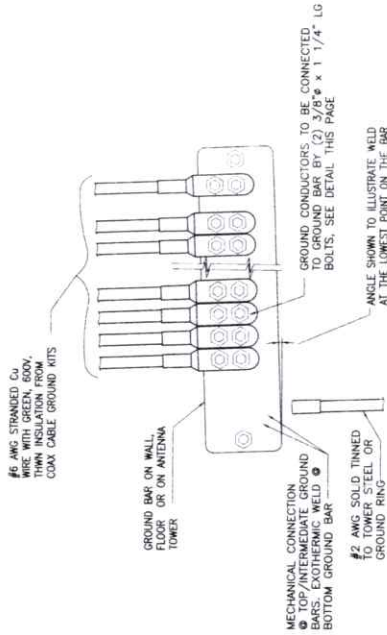 #6 AWG STRANDED Cu
WIRE WITH GREEN, 600V,
THWN INSULATION FROM
COAX CABLE GROUND KITS
GROUND BAR ON WALL,
FLOOR OR ON ANTENNA
TOWER
MECHANICAL CONNECTION
@ TOP/INTERMEDIATE GROUND
BARS. EXOTHERMIC WELD @
BOTTOM GROUND BAR
#2 AWG SOLID TINNED
TO TOWER STEEL OR
GROUND RING
GROUND CONDUCTORS TO BE CONNECTED
TO GROUND BAR BY (2) 3/8"ø x 1 1/4" LG
BOLTS, SEE DETAIL THIS PAGE
ANGLE SHOWN TO ILLUSTRATE WELD
AT THE LOWEST POINT ON THE BAR